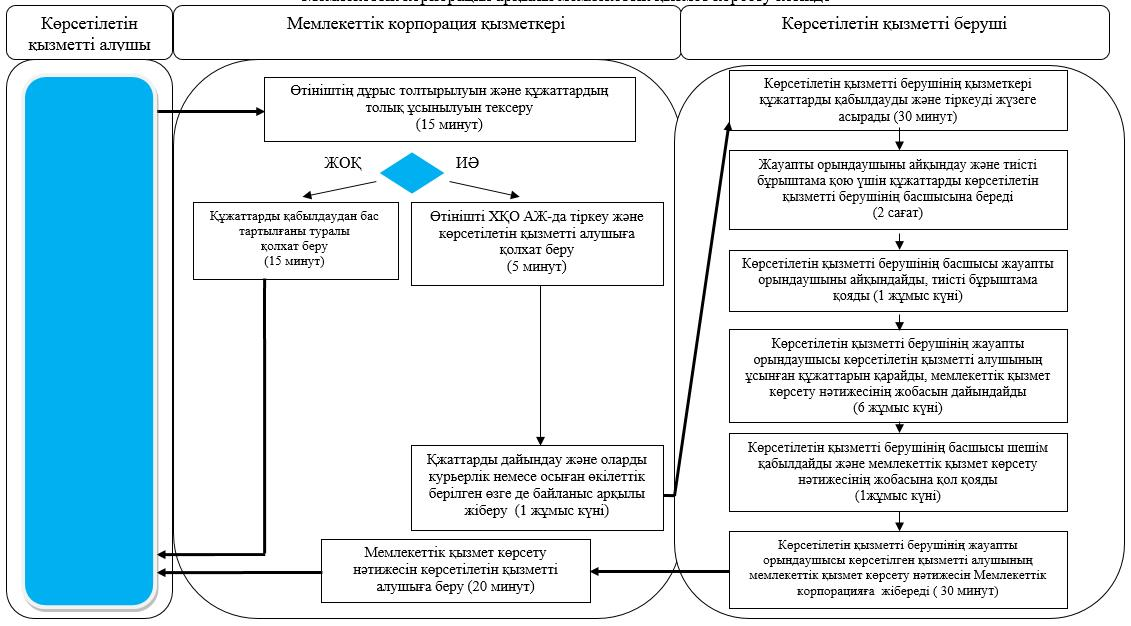 Көрсетілетін
қызметті алушы
Мемлекеттік корпорация қызметкері
Көрсетілетін қызметті беруші
Өтініштің дұрыс толтырылуын және құжаттардың
толық ұсынылуын тексеру
(15 минут)
ЖОҚ
ИӘ
Құжаттарды қабылдаудан бас
тартылғаны туралы
қолхат беру
(15 минут)
Өтінішті ХҚО АЖ-да тіркеу және
көрсетілетін қызметті алушыға
қолхат беру
(5 минут)
Қжаттарды дайындау және оларды
курьерлік немесе осыған өкілеттік
берілген өзге де байланыс арқылы
жіберу (1 жұмыс күні)
Мемлекеттік қызмет көрсету
нәтижесін көрсетілетін қызметті
алушыға беру (20 минут)
Көрсетілетін қызметті берушінің қызметкері
құжаттарды қабылдауды және тіркеуді жүзеге
асырады (30 минут)
Жауапты орындаушыны айқындау және тиісті
бұрыштама қою үшін құжаттарды көрсетілетін
қызметті берушінің басшысына береді
(2 сағат)
Көрсетілетін қызметті берушінің басшысы жауапты
орындаушыны айқындайды, тиісті бұрыштама
қояды (1 жұмыс күні)
Көрсетілетін қызметті берушінің жауапты
орындаушысы көрсетілетін қызметті алушының
ұсынған құжаттарын қарайды, мемлекеттік қызмет
көрсету нәтижесінің жобасын дайындайды
(6 жұмыс күні)
Көрсетілетін қызметті берушінің басшысы шешім
қабылдайды және мемлекеттік қызмет көрсету
нәтижесінің жобасына қол қояды
(1жұмыс күні)
Көрсетілетін қызметті берушінің жауапты
орындаушысы көрсетілген қызметті алушының
мемлекеттік қызмет көрсету нәтижесін Мемлекеттік
корпорацияға жібереді ( 30 минут)